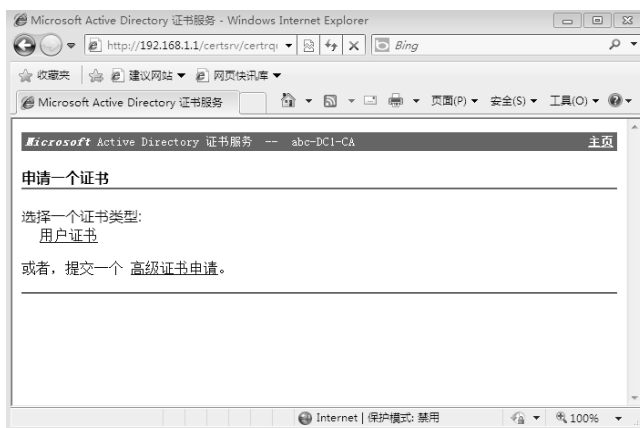 Microsoft Active Directory 证书服务 - Windows Internet Explorer
http://192.168.1.1/certsrv/certrq
Bing
收藏夹 建议网站 网页快讯库
Microsoft Active Directory 证书服务 页面(P) 安全(S) 工具(O)
Microsoft Active Directory 证书服务 -- abc-DC1-CA 主页
申请一个证书
选择一个证书类型:
用户证书
或者，提交一个 高级证书申请。
Internet | 保护模式: 禁用 100%